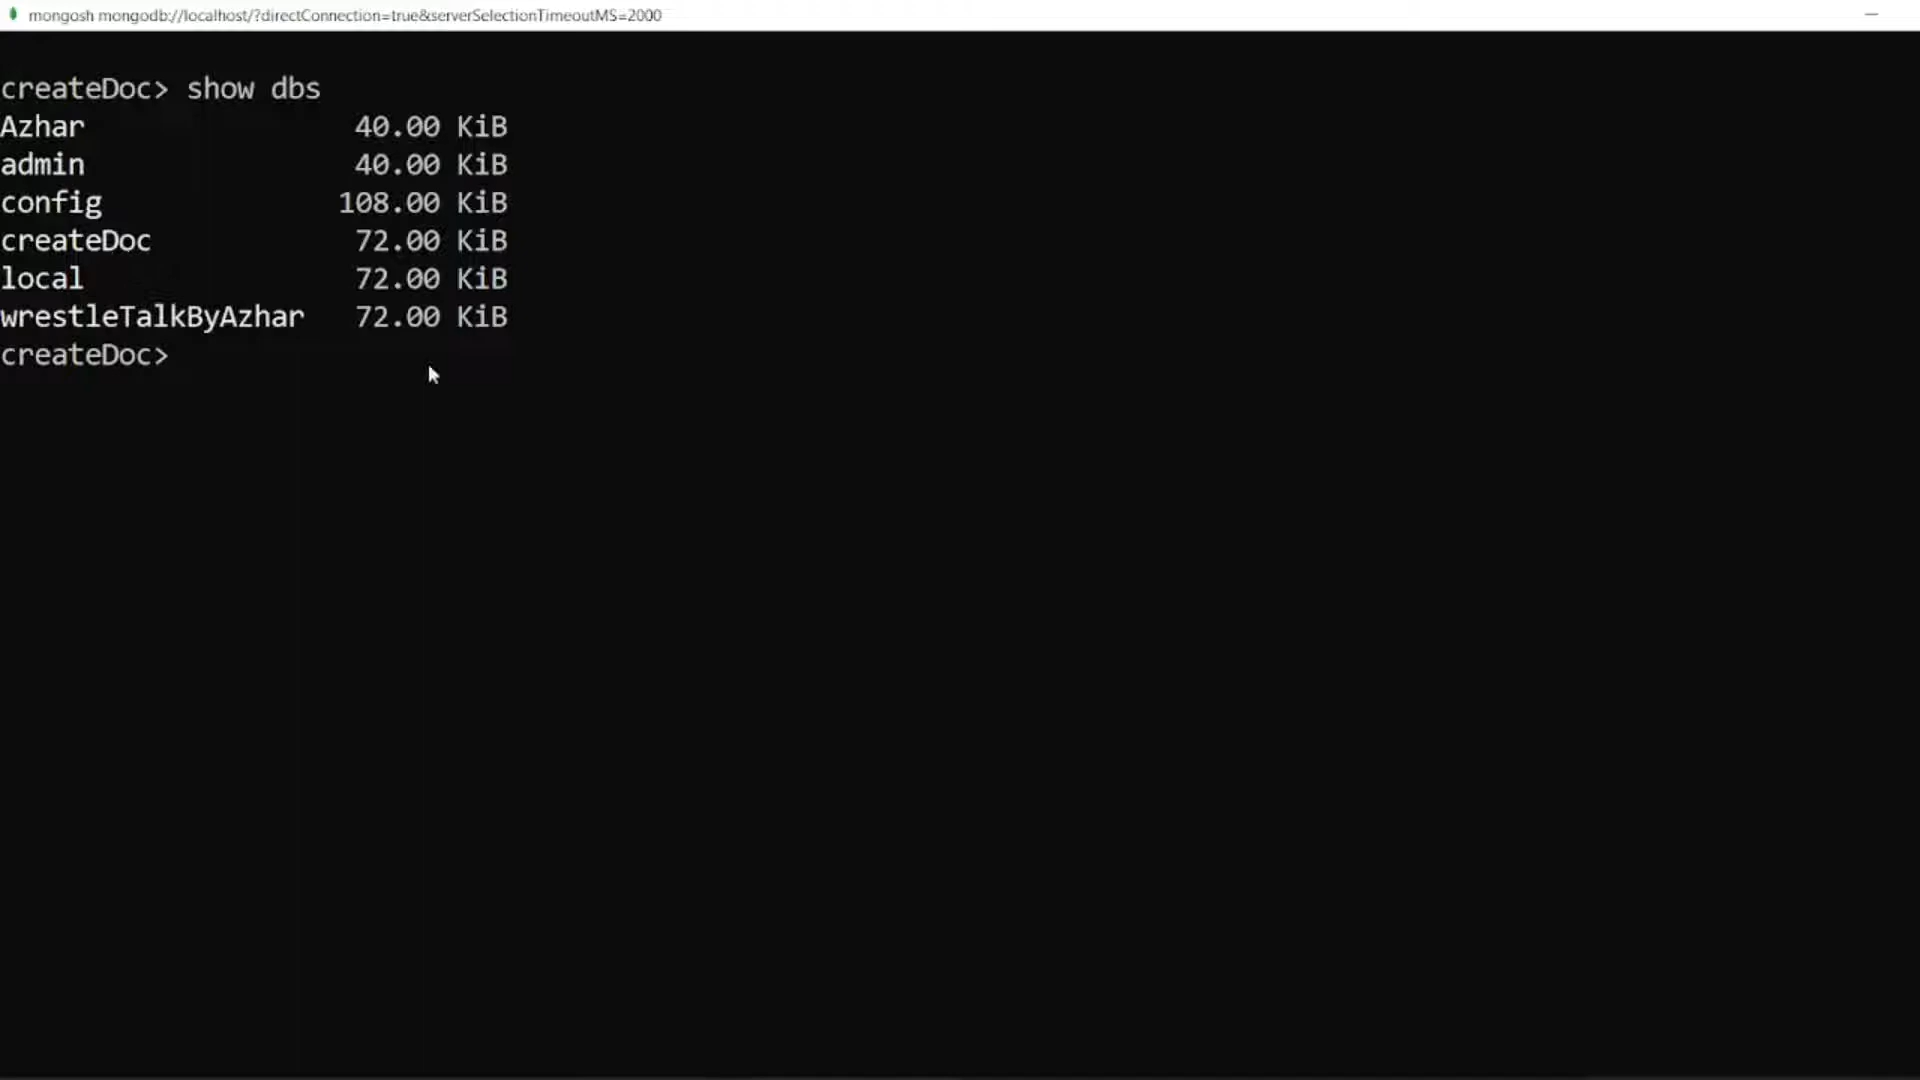 mongosh mongodb://localhost/?directConnection=true&serverSelectionTimeoutMS=2000
createDoc> show dbs
Azhar 40.00 KiB
admin 40.00 KiB
config 108.00 KiB
createDoc 72.00 KiB
local 72.00 KiB
wrestleTalkByAzhar 72.00 KiB
createDoc>